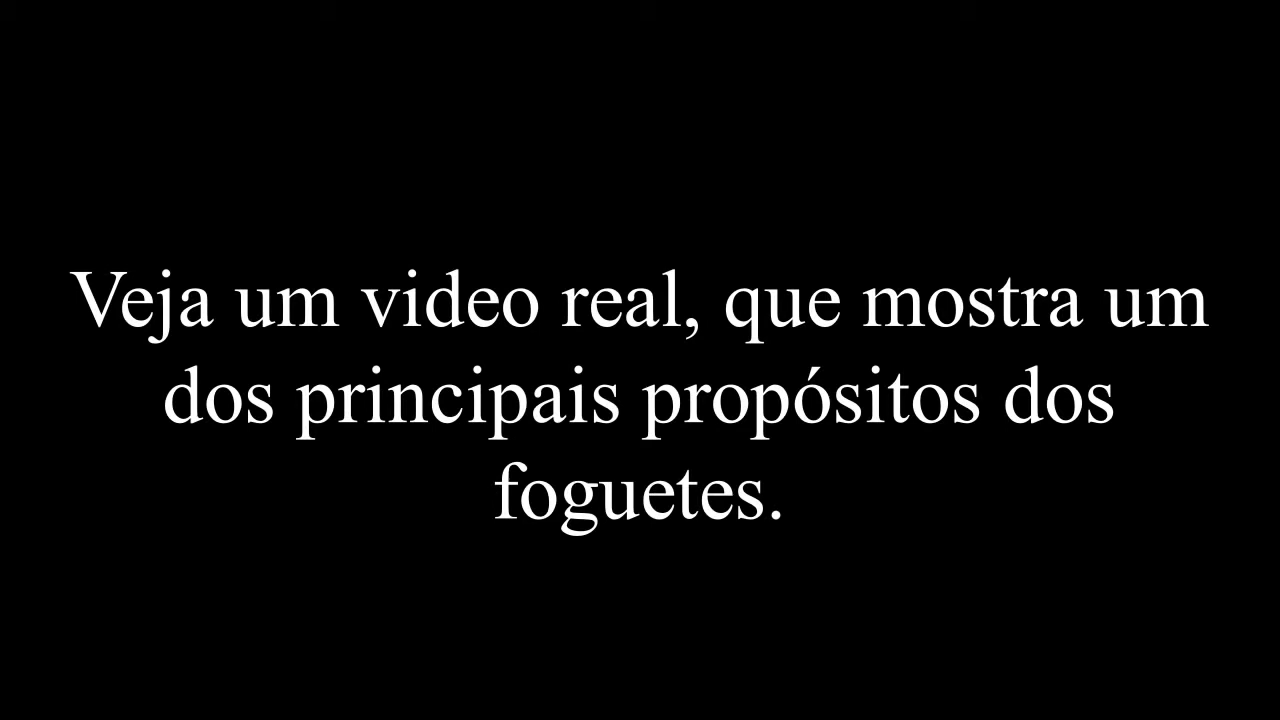 Veja um video real, que mostra um
dos principais propósitos dos
foguetes.